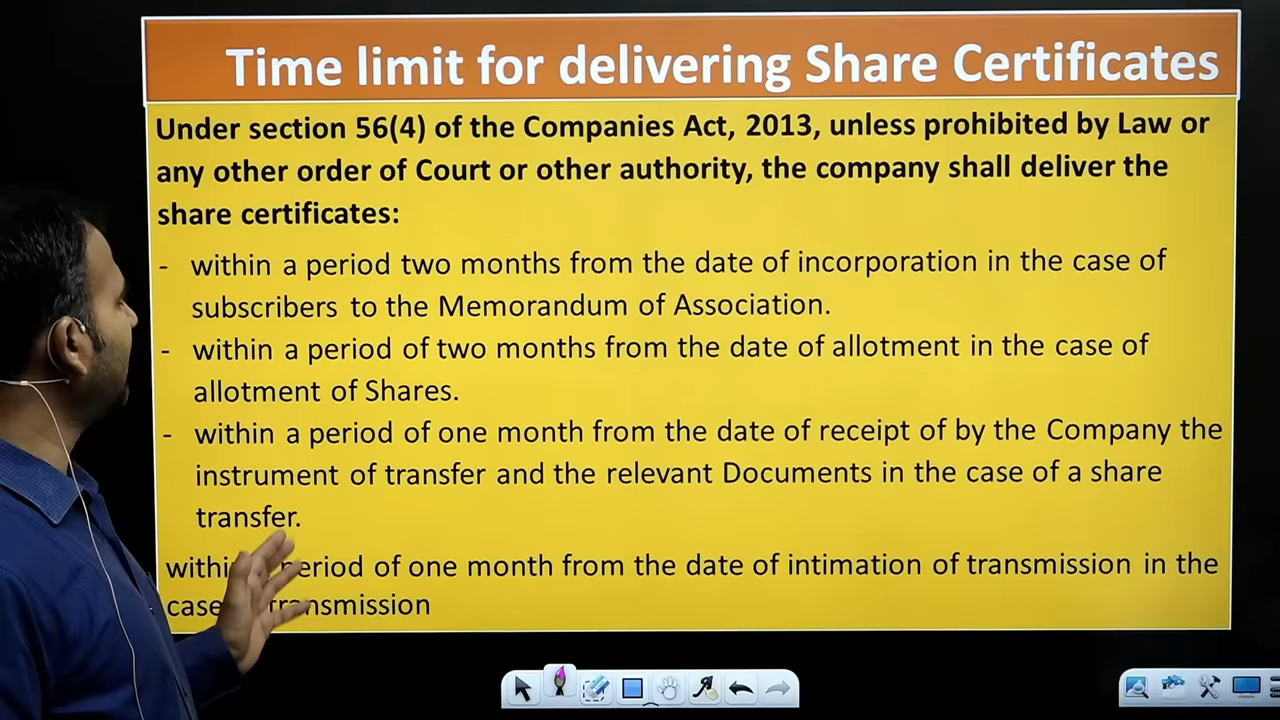 Time limit for delivering Share Certificates
Under section 56(4) of the Companies Act, 2013, unless prohibited by Law or
any other order of Court or other authority, the company shall deliver the
share certificates:
- within a period two months from the date of incorporation in the case of
subscribers to the Memorandum of Association.
- within a period of two months from the date of allotment in the case of
allotment of Shares.
- within a period of one month from the date of receipt of by the Company the
instrument of transfer and the relevant Documents in the case of a share
transfer.
period of one month from the date of intimation of transmission in the
case